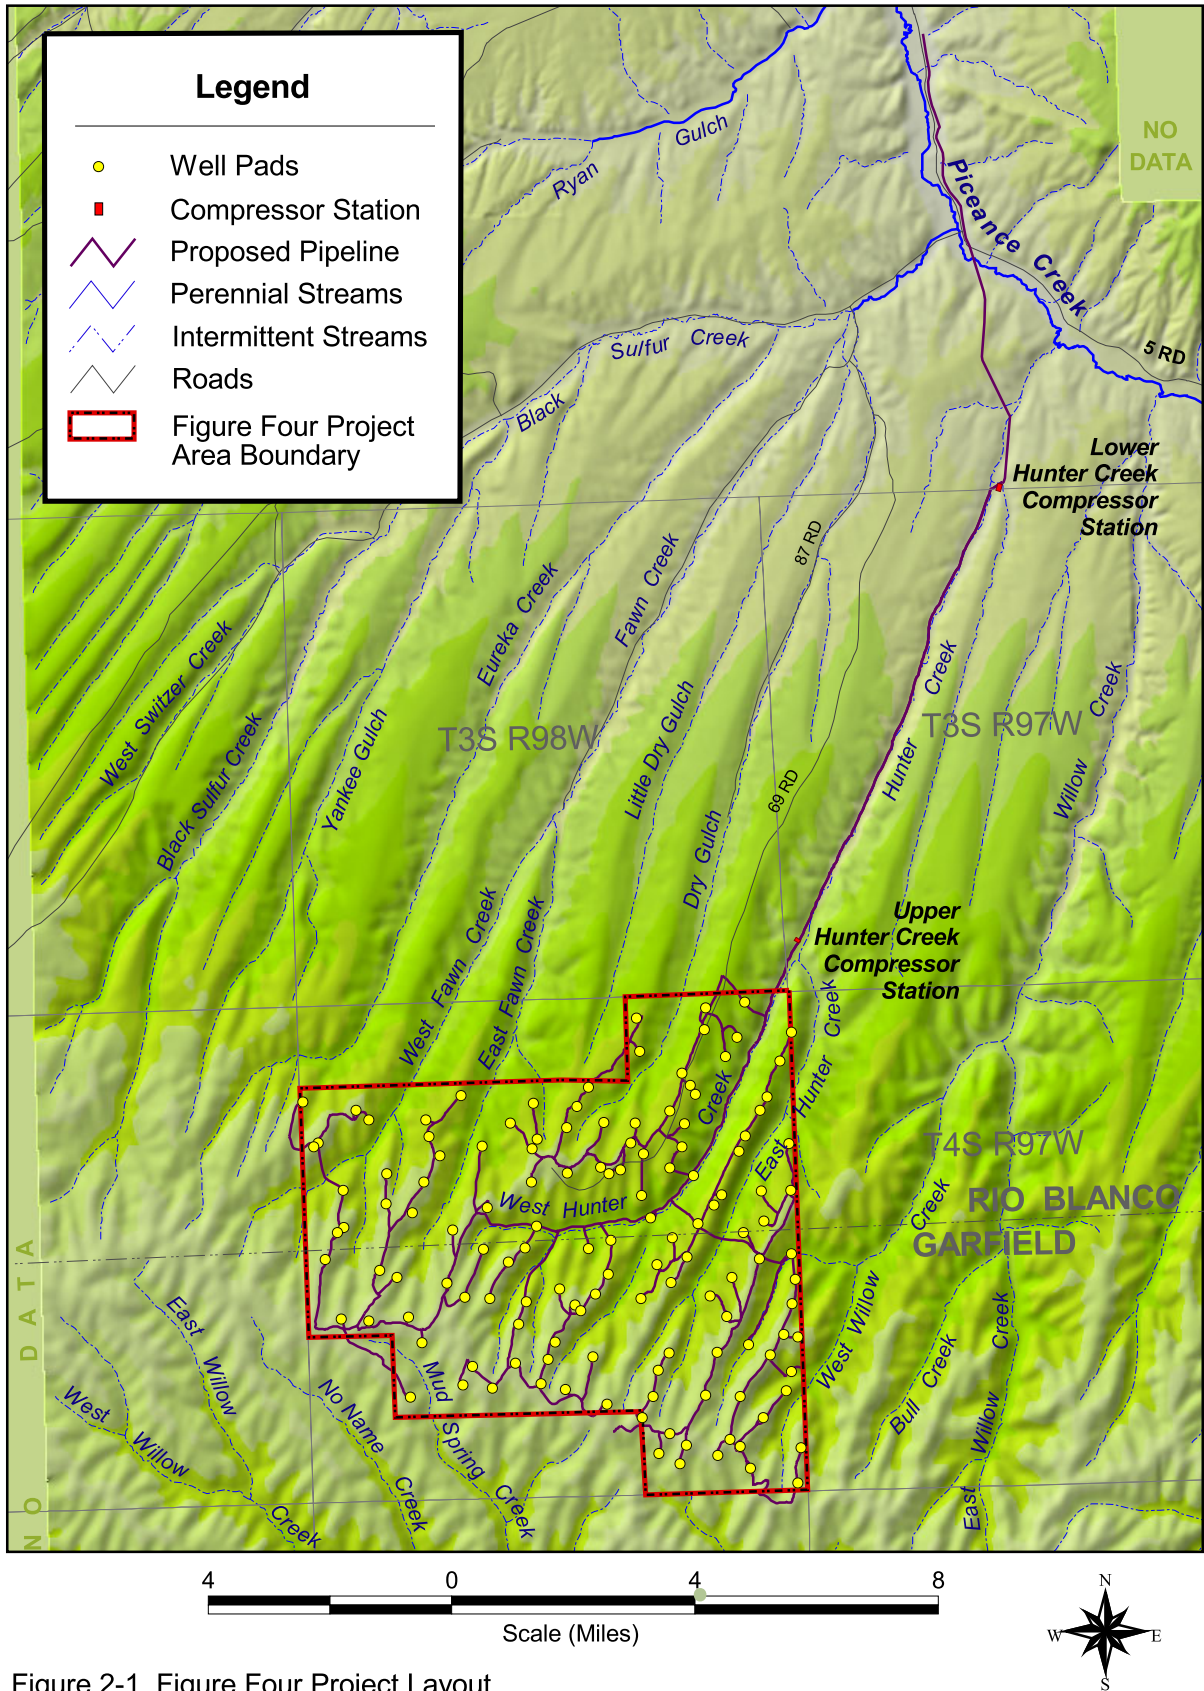 Legend
Well Pads
Compressor Station
Proposed Pipeline
Perennial Streams
Intermittent Streams
Roads
Figure Four Project
Area Boundary
NO
DATA
Ryan
Gulch
Piceance Creek
5 RD
Black
Sulfur Creek
Lower
Hunter Creek
Compressor
Station
87 RD
Fawn Creek
Eureka Creek
West Switzer Creek
Black Sulfur Creek
Yankee Gulch
T3S R98W
Little Dry Gulch
Dry Gulch
69 RD
Hunter
Creek
T3S R97W
Willow
Creek
Upper
Hunter Creek
Compressor
Station
West Fawn Creek
East Fawn Creek
East
Hunter
Creek
West Hunter
Creek
T4S R97W
RIO BLANCO
GARFIELD
Creek
West Willow
Bull Creek
East
Willow
Creek
NO DATA
East
Willow
Creek
West
Willow
Creek
No Name
Creek
Mud
Spring
Creek
4 0 4 8
Scale (Miles)
N
W E
S
Figure 2-1 Figure Four Project Layout